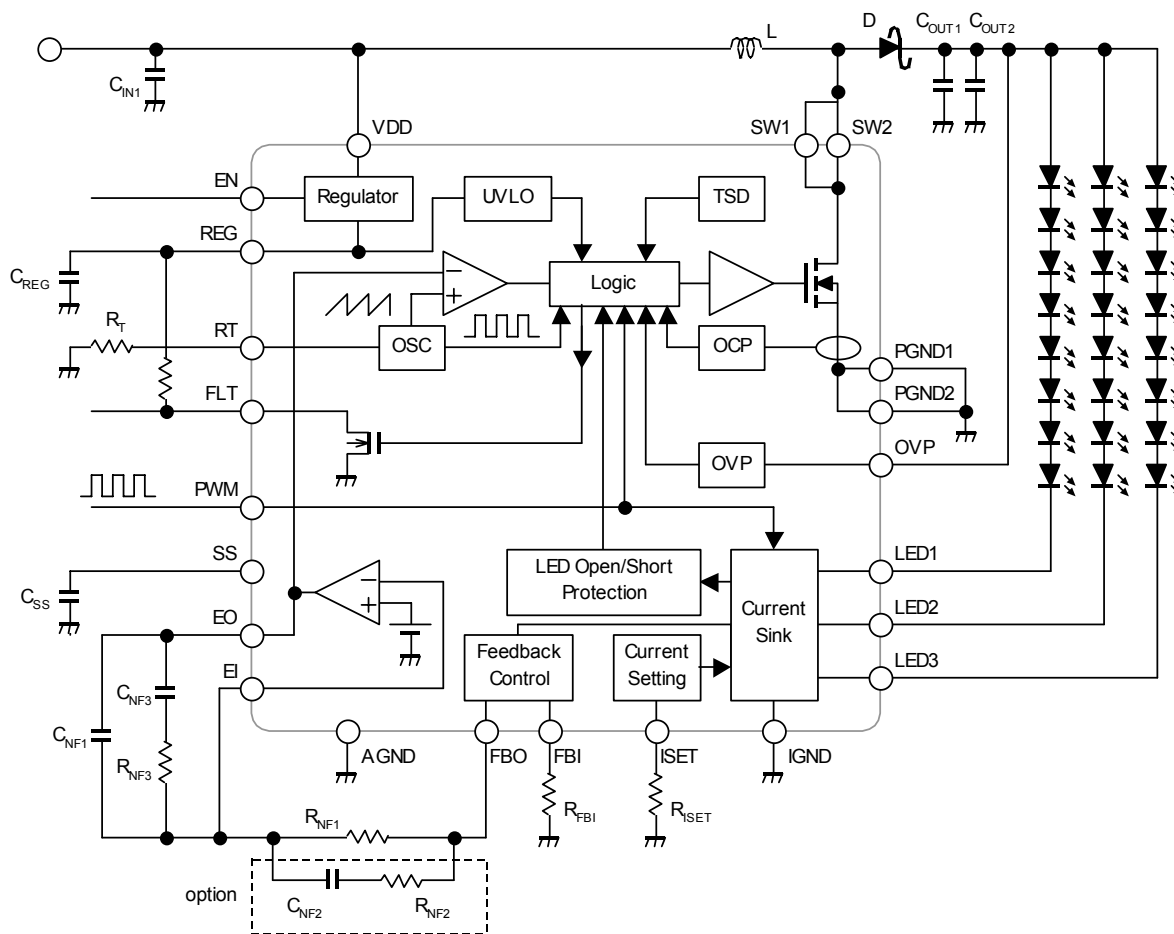 L
D
COUT1
COUT2
CIN1
VDD
SW1
SW2
EN
Regulator
UVLO
TSD
REG
CREG
−
+
Logic
RT
RT
OSC
OCP
PGND1
FLT
PGND2
OVP
OVP
PWM
SS
LED Open/Short
Protection
LED1
CSS
−
+
Current
Sink
EO
LED2
Feedback
Control
Current
Setting
EI
LED3
CNF3
CNF1
RNF3
AGND
FBO
FBI
ISET
IGND
RNF1
RFBI
RISET
option
CNF2
RNF2